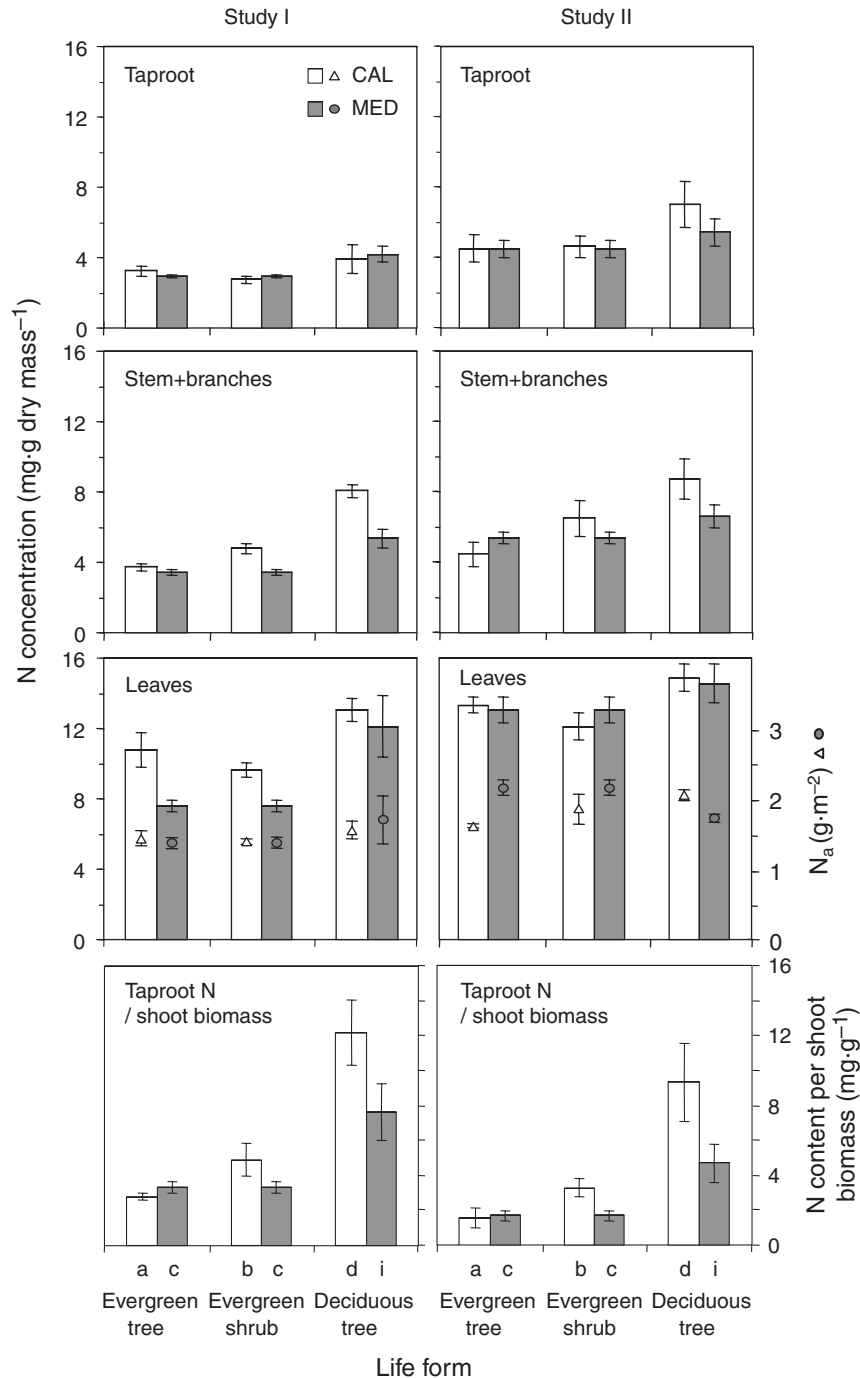 Study I
Study II
16
12
8
4
0
Taproot
CAL
MED
Taproot
N concentration (mg·g dry mass⁻¹)
16
12
8
4
0
Stem+branches
Stem+branches
16
12
8
4
0
Leaves
Leaves
3
2
1
0
Nₐ (g·m⁻²)
Taproot N
/ shoot biomass
Taproot N
/ shoot biomass
16
12
8
4
0
N content per shoot
biomass (mg·g⁻¹)
a c b c d i
a c b c d i
Evergreen Evergreen Deciduous
tree shrub tree
Evergreen Evergreen Deciduous
tree shrub tree
Life form